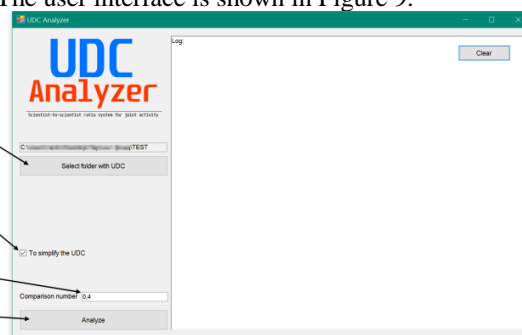 The user interface is shown in Figure 9.
UDC Analyzer
UDC
Analyzer
Scientist-to-scientist ratio system for joint activity
C:\ \TEST
Select folder with UDC
To simplify the UDC
Comparison number 0,4
Analyze
Log:
Clear